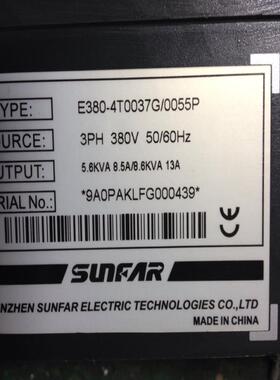 YPE: E380-4T0037G/0055P
OURCE: 3PH 380V 50/60Hz
UTPUT: 5.6KVA 8.5A/8.6KVA 13A
RIAL No.: *9A0PAKLFG000439*
CE
SUNFAR
NZHEN SUNFAR ELECTRIC TECHNOLOGIES CO.,LTD
MADE IN CHINA